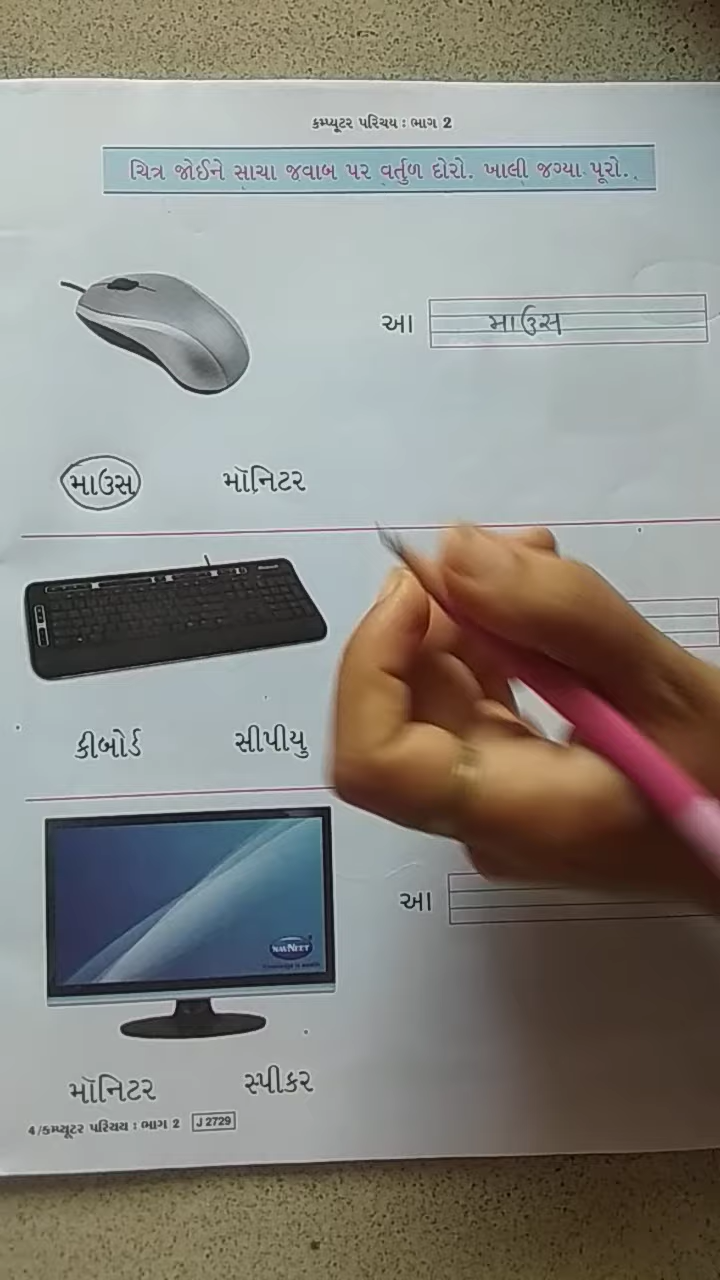 કમ્પ્યૂટર પરિચય : ભાગ 2
ચિત્ર જોઈને સાચા જવાબ પર વર્તુળ દોરો. ખાલી જગ્યા પૂરો.
આ માઉસ
માઉસ મૉનિટર
કીબોર્ડ સીપીયુ
NAVNEET
આ
મૉનિટર સ્પીકર
4/કમ્પ્યૂટર પરિચય : ભાગ 2 J 2729